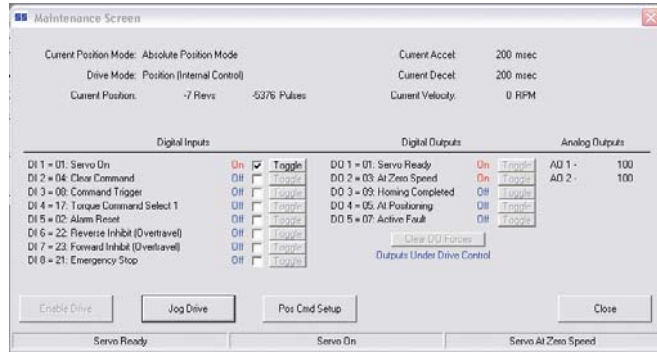 SS Maintenance Screen
Current Position Mode: Absolute Position Mode
Current Accel: 200 msec
Drive Mode: Position (Internal Control)
Current Decel: 200 msec
Current Position: -7 Revs -5376 Pulses
Current Velocity: 0 RPM
Digital Inputs
Digital Outputs
Analog Outputs
DI 1 = 01: Servo On On Toggle
DO 1 = 01: Servo Ready On Toggle
AO 1 - 100
DI 2 = 04: Clear Command Off Toggle
DO 2 = 03: At Zero Speed On Toggle
AO 2 - 100
DI 3 = 08: Command Trigger Off Toggle
DO 3 = 09: Homing Completed Off Toggle
DI 4 = 17: Torque Command Select 1 Off Toggle
DO 4 = 05: At Positioning Off Toggle
DI 5 = 02: Alarm Reset Off Toggle
DO 5 = 07: Active Fault Off Toggle
DI 6 = 22: Reverse Inhibit (Overtravel) Off Toggle
DI 7 = 23: Forward Inhibit (Overtravel) Off Toggle
DI 8 = 21: Emergency Stop Off Toggle
Clear DO Forces
Outputs Under Drive Control
Enable Drive
Jog Drive
Pos Cmd Setup
Close
Servo Ready
Servo On
Servo At Zero Speed